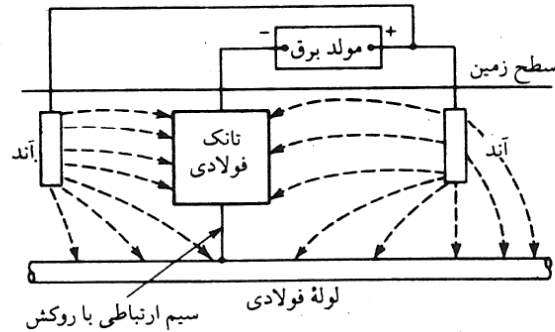 − مولد برق +
سطح زمین
آند
تانک
فولادی
آند
لولهٔ فولادی
سیم ارتباطی با روکش